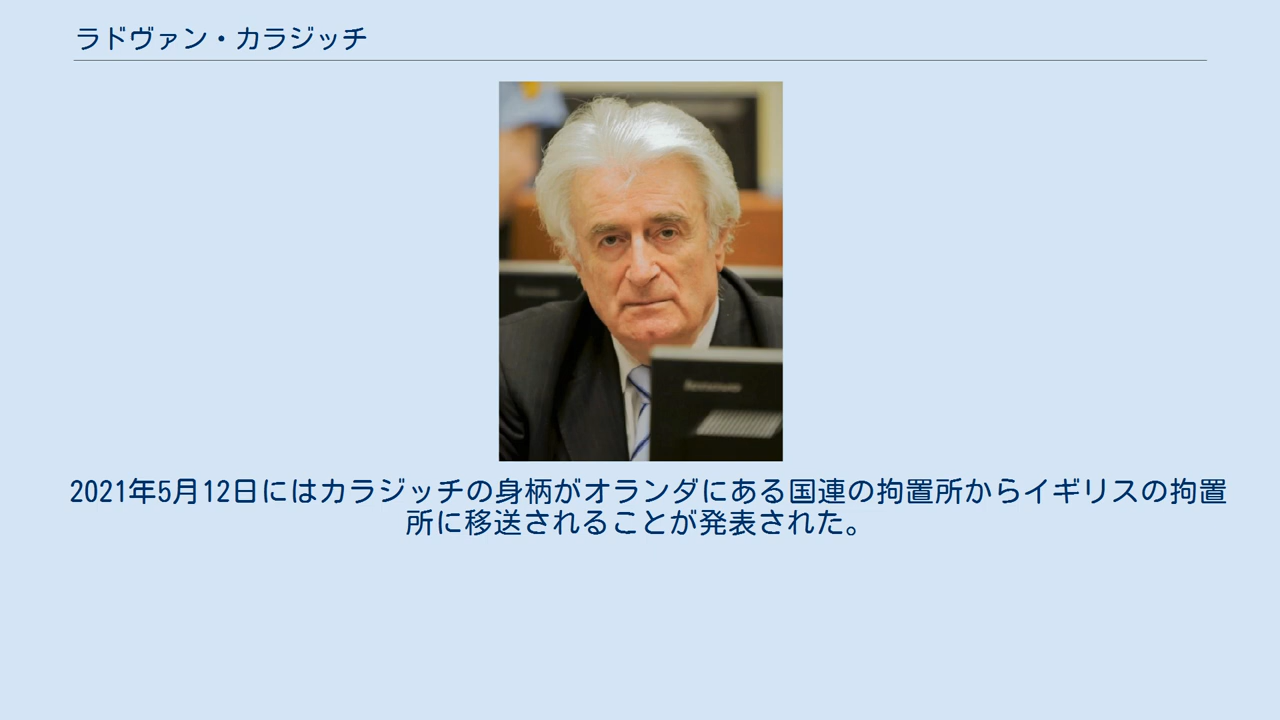 ラドヴァン・カラジッチ
lenovo
2021年5月12日にはカラジッチの身柄がオランダにある国連の拘置所からイギリスの拘置
所に移送されることが発表された。